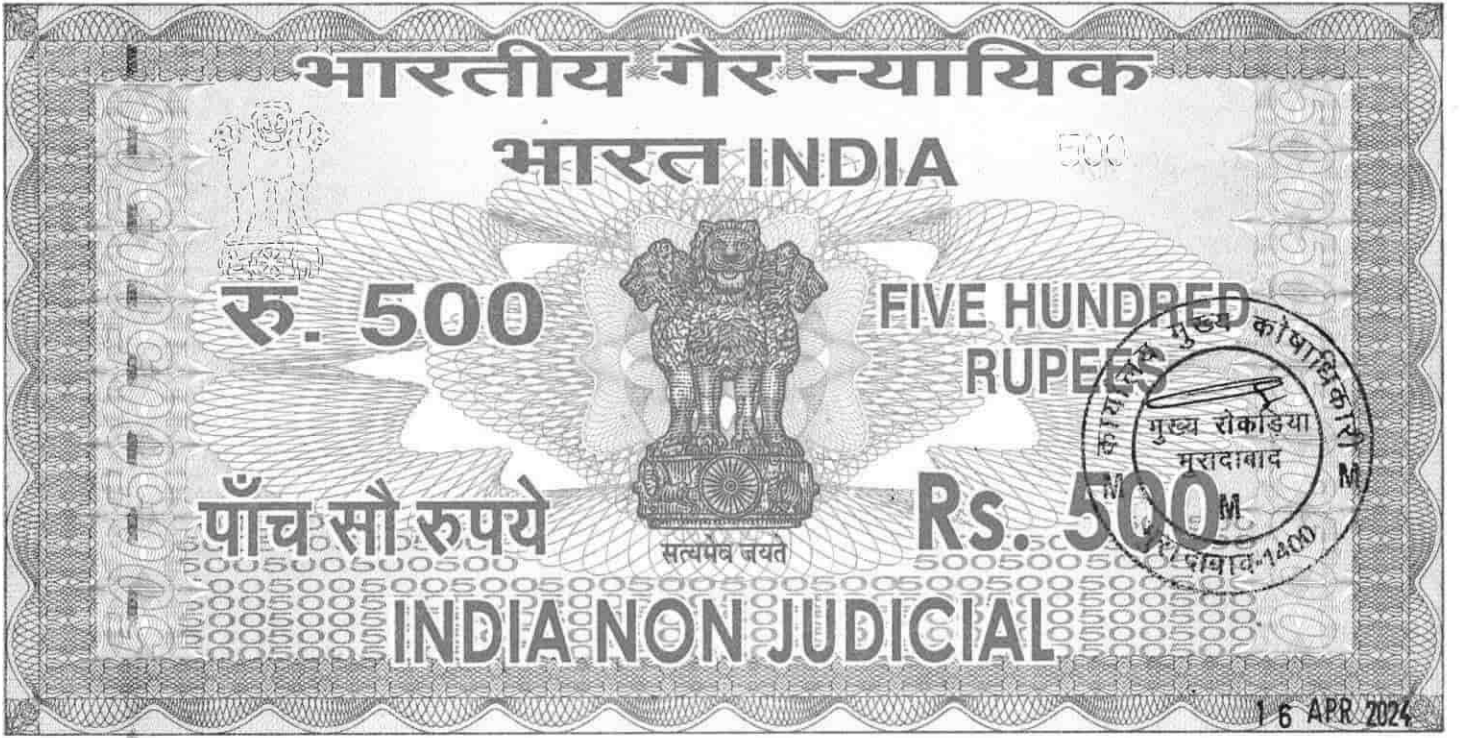 भारतीय गैर न्यायिक
भारत INDIA
500
रु. 500
FIVE HUNDRED
RUPEES
पाँच सौ रुपये
Rs. 500
सत्यमेव जयते
INDIA NON JUDICIAL
कार्यालय मुख्य कोषाधिकारी
मुख्य रोकड़िया
मुरादाबाद
M
M
M
मुरादाबाद-1400
16 APR 2024